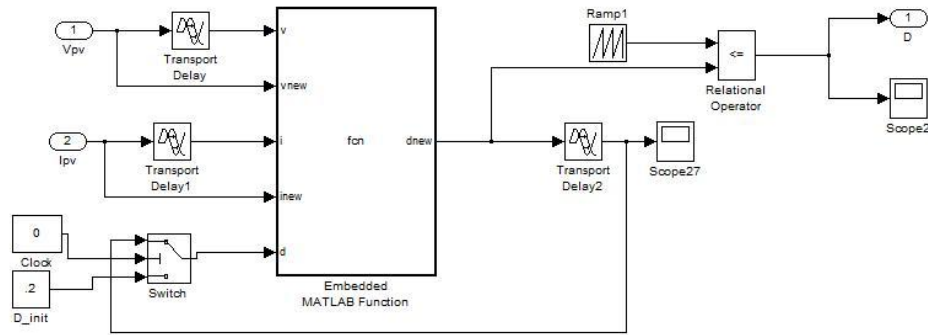 1
Vpv
Transport
Delay
v
vnew
2
Ipv
Transport
Delay1
i
inew
0
Clock
.2
D_init
Switch
d
fcn
dnew
Embedded
MATLAB Function
Ramp1
<=
Relational
Operator
Transport
Delay2
Scope27
1
D
Scope2